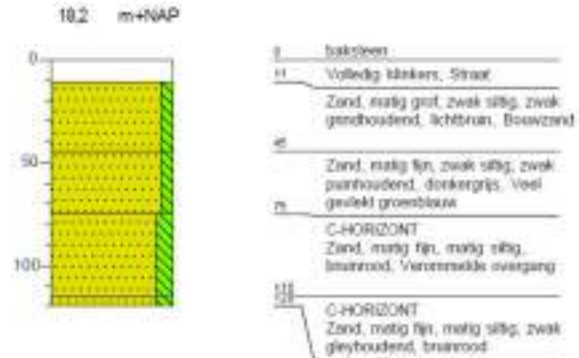 18,2 m+NAP
0
50
100
0 baksteen
11 Volledig klinkers, Straat
Zand, matig grof, zwak siltig, zwak
grindhoudend, lichtbruin, Bouwzand
45
Zand, matig fijn, zwak siltig, zwak
puinhoudend, donkergrijs, Veel
gevlekt groenblauw
75
C-HORIZONT
Zand, matig fijn, matig siltig,
bruinrood, Verommelde overgang
115
120
C-HORIZONT
Zand, matig fijn, matig siltig, zwak
gleyhoudend, bruinrood